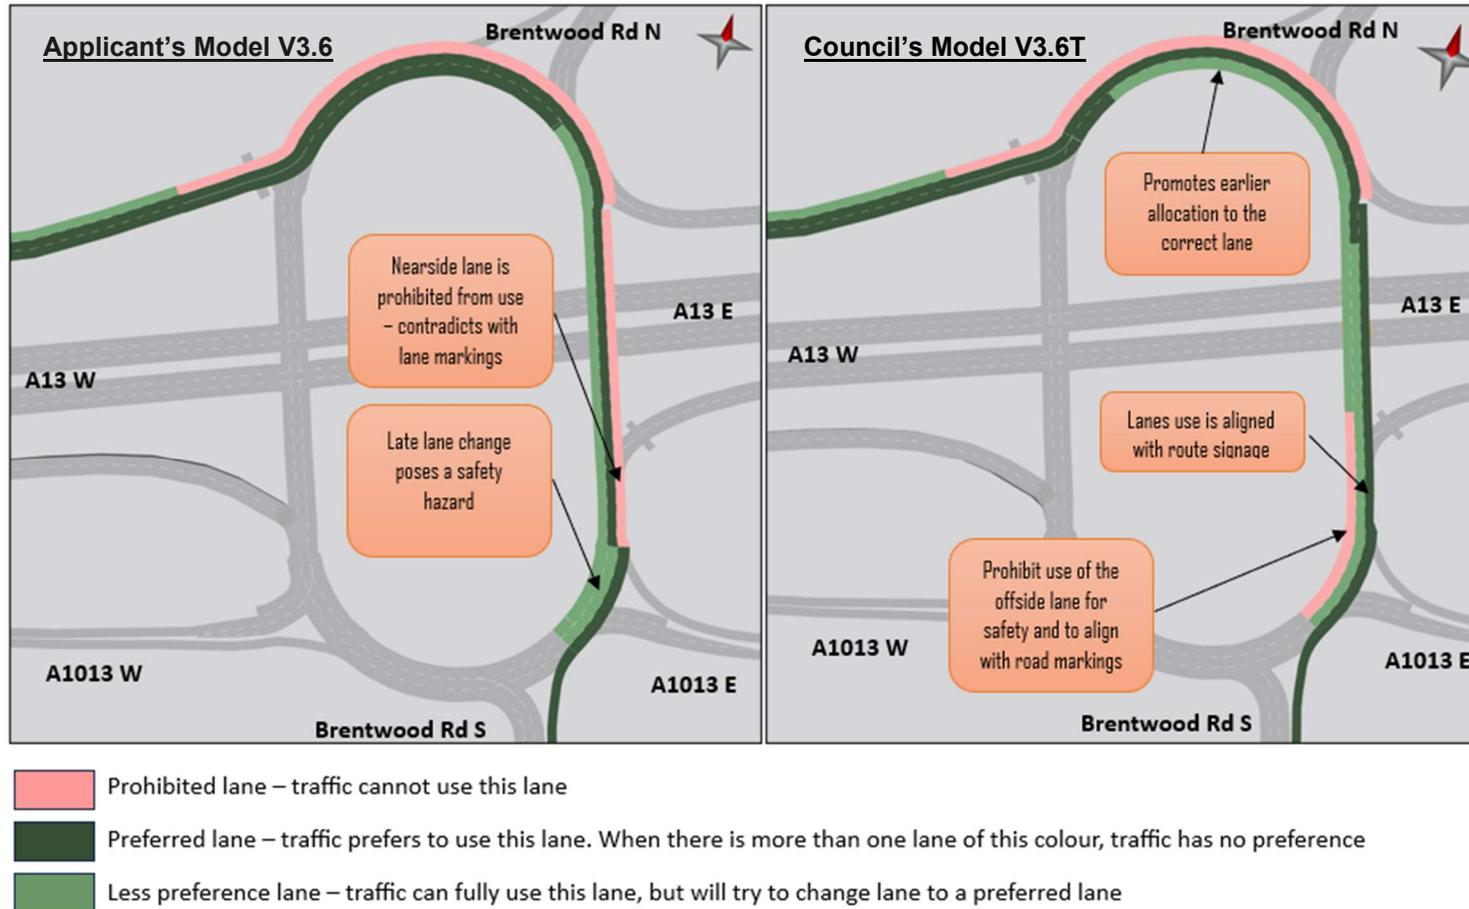 Applicant's Model V3.6
Brentwood Rd N
Nearside lane is
prohibited from use
– contradicts with
lane markings
A13 E
A13 W
Late lane change
poses a safety
hazard
A1013 W
A1013 E
Brentwood Rd S
Council's Model V3.6T
Brentwood Rd N
Promotes earlier
allocation to the
correct lane
A13 E
A13 W
Lanes use is aligned
with route signage
Prohibit use of the
offside lane for
safety and to align
with road markings
A1013 W
A1013 E
Brentwood Rd S
Prohibited lane – traffic cannot use this lane
Preferred lane – traffic prefers to use this lane. When there is more than one lane of this colour, traffic has no preference
Less preference lane – traffic can fully use this lane, but will try to change lane to a preferred lane